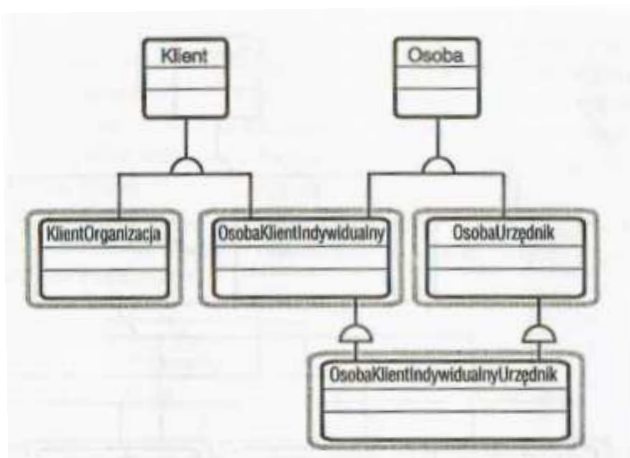 Klient
Osoba
KlientOrganizacja
OsobaKlientIndywidualny
OsobaUrzędnik
OsobaKlientIndywidualnyUrzędnik